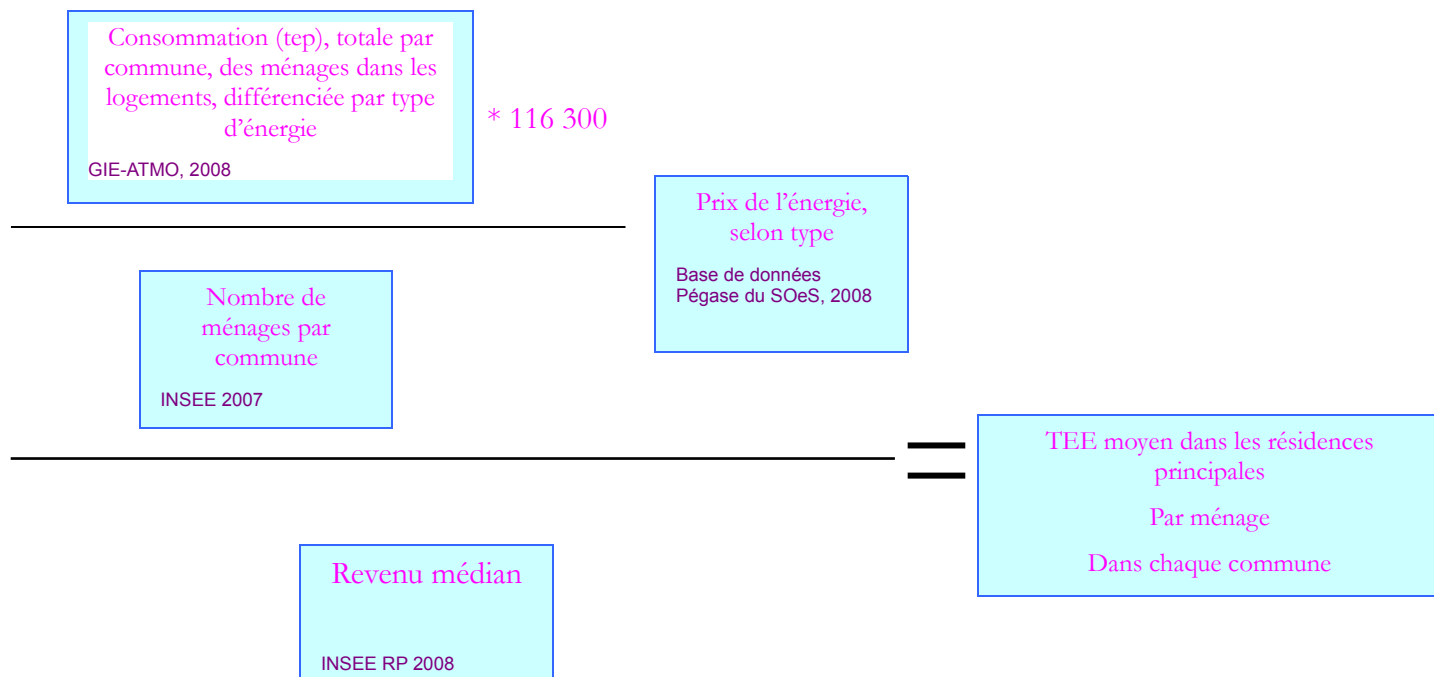 Consommation (tep), totale par
commune, des ménages dans les
logements, différenciée par type
d’énergie
GIE-ATMO, 2008
* 116 300
Prix de l’énergie,
selon type
Base de données
Pégase du SOeS, 2008
Nombre de
ménages par
commune
INSEE 2007
=
TEE moyen dans les résidences
principales
Par ménage
Dans chaque commune
Revenu médian
INSEE RP 2008